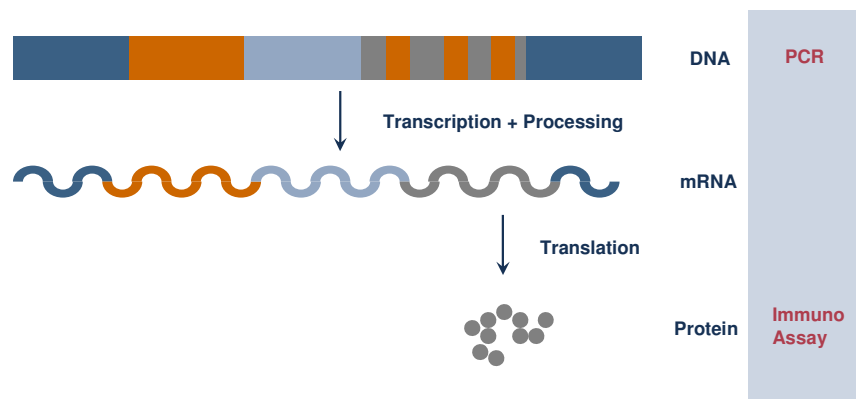 DNA
PCR
Transcription + Processing
mRNA
Translation
Protein
Immuno
Assay